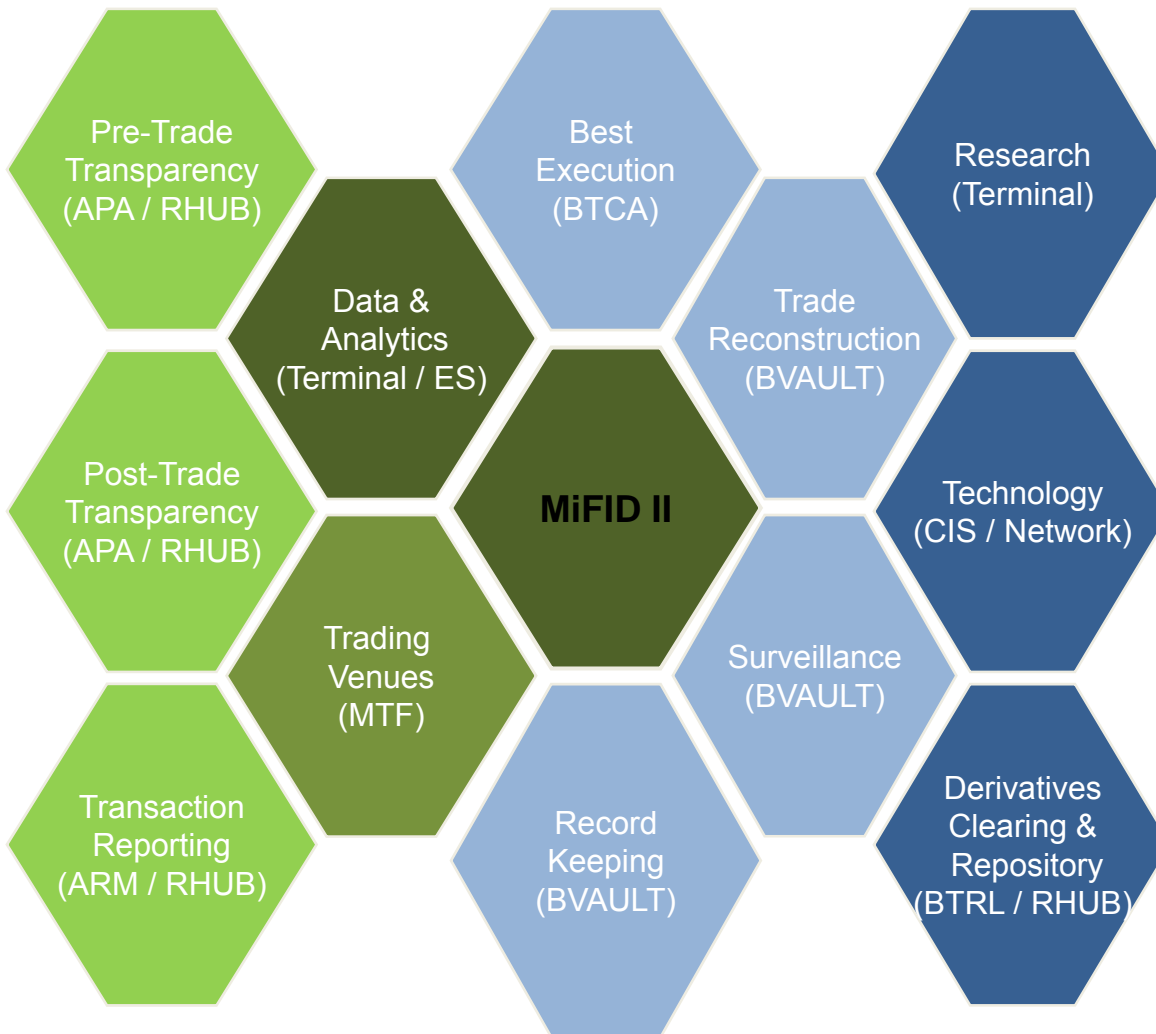 Pre-Trade
Transparency
(APA / RHUB)
Best
Execution
(BTCA)
Research
(Terminal)
Data &
Analytics
(Terminal / ES)
Trade
Reconstruction
(BVAULT)
Post-Trade
Transparency
(APA / RHUB)
MiFID II
Technology
(CIS / Network)
Trading
Venues
(MTF)
Surveillance
(BVAULT)
Transaction
Reporting
(ARM / RHUB)
Record
Keeping
(BVAULT)
Derivatives
Clearing &
Repository
(BTRL / RHUB)